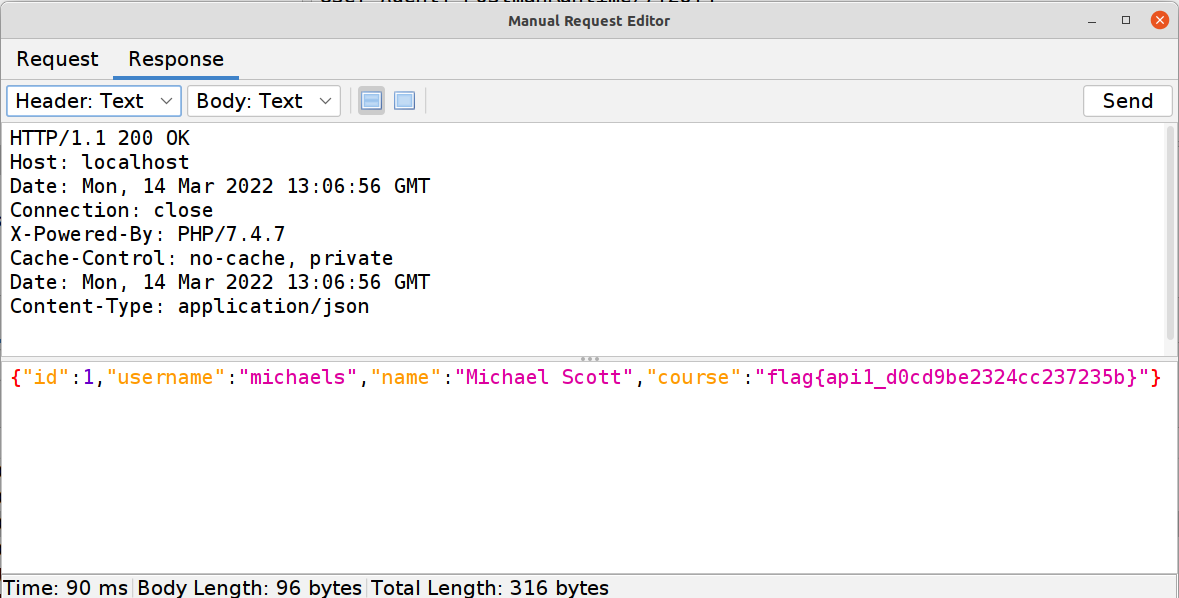 Manual Request Editor
Request Response
Header: Text Body: Text Send
HTTP/1.1 200 OK
Host: localhost
Date: Mon, 14 Mar 2022 13:06:56 GMT
Connection: close
X-Powered-By: PHP/7.4.7
Cache-Control: no-cache, private
Date: Mon, 14 Mar 2022 13:06:56 GMT
Content-Type: application/json
{"id":1,"username":"michaels","name":"Michael Scott","course":"flag{api1_d0cd9be2324cc237235b}"}
Time: 90 ms Body Length: 96 bytes Total Length: 316 bytes